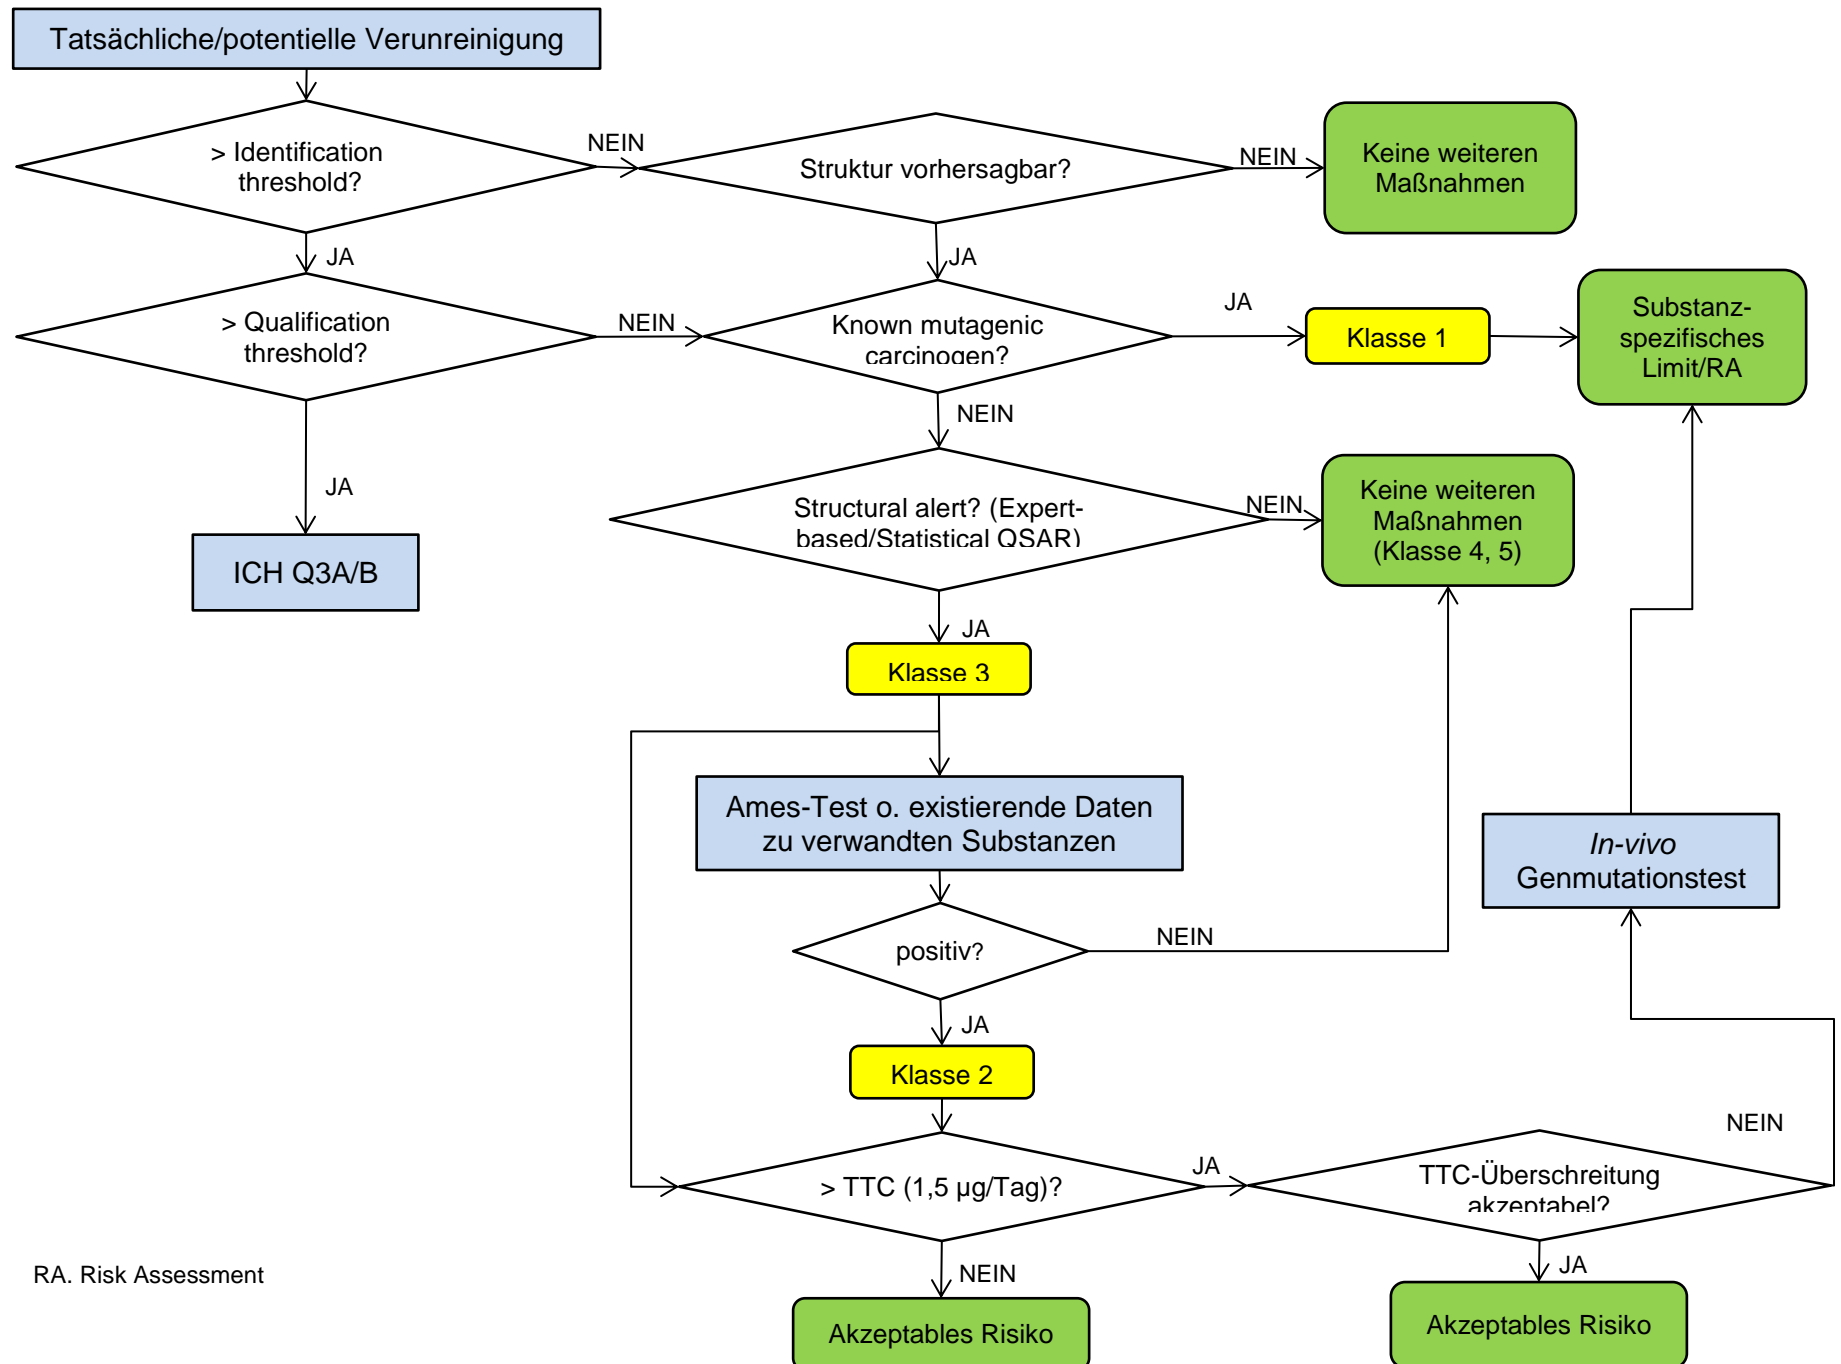 Tatsächliche/potentielle Verunreinigung
> Identification
threshold?
NEIN
Struktur vorhersagbar?
NEIN
Keine weiteren
Maßnahmen
JA
JA
> Qualification
threshold?
NEIN
Known mutagenic
carcinogen?
JA
Klasse 1
Substanz-
spezifisches
Limit/RA
NEIN
JA
ICH Q3A/B
Structural alert? (Expert-
based/Statistical QSAR)
NEIN
Keine weiteren
Maßnahmen
(Klasse 4, 5)
JA
Klasse 3
Ames-Test o. existierende Daten
zu verwandten Substanzen
In-vivo
Genmutationstest
positiv?
NEIN
JA
Klasse 2
> TTC (1,5 µg/Tag)?
JA
TTC-Überschreitung
akzeptabel?
NEIN
NEIN
JA
Akzeptables Risiko
Akzeptables Risiko
RA. Risk Assessment